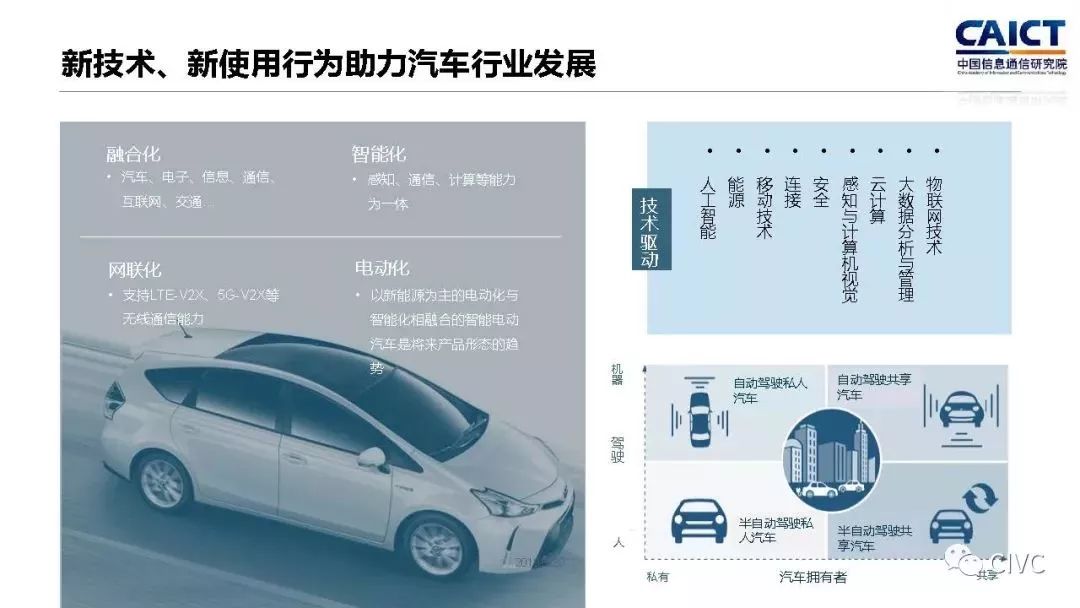 新技术、新使用行为助力汽车行业发展
CAICT
中国信息通信研究院
China Academy of Information and Communications Technology
融合化
• 汽车、电子、信息、通信、
互联网、交通...
智能化
• 感知、通信、计算等能力
为一体
网联化
• 支持LTE-V2X、5G-V2X等
无线通信能力
电动化
• 以新能源为主的电动化与
智能化相融合的智能电动
汽车是将来产品形态的趋
势
技术驱动
• 人工智能
• 能源
• 移动技术
• 连接
• 安全
• 感知与计算机视觉
• 云计算
• 大数据分析与管理
• 物联网技术
机器
驾驶
人
自动驾驶私人
汽车
自动驾驶共享
汽车
半自动驾驶私
人汽车
半自动驾驶共
享汽车
私有
汽车拥有者
共享
CIVC